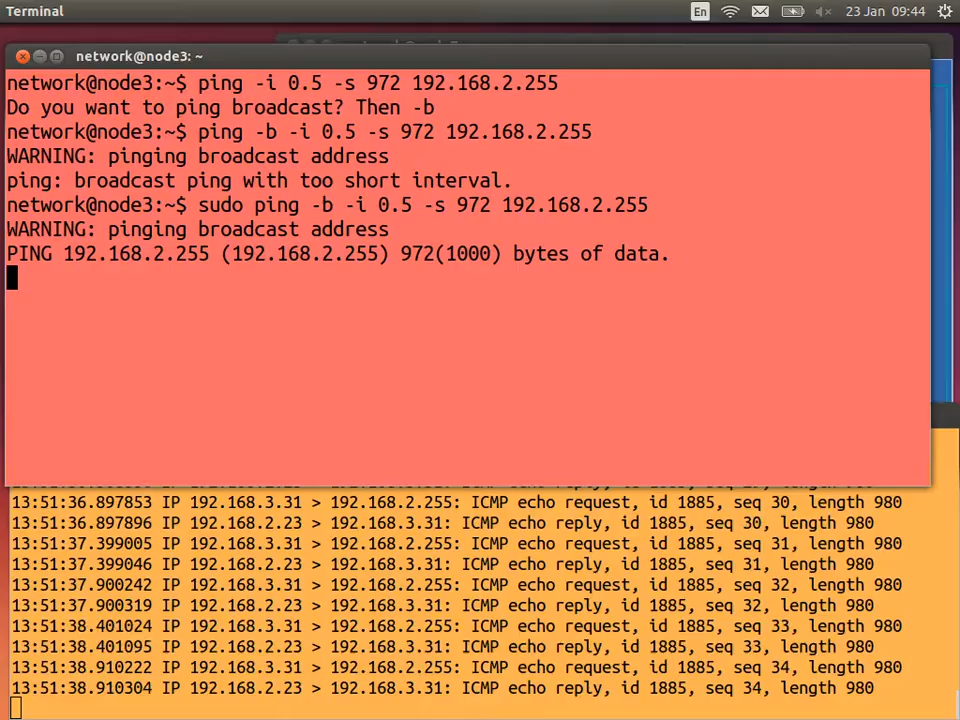 Terminal
En
23 Jan 09:44
network@node3: ~
network@node3:~$ ping -i 0.5 -s 972 192.168.2.255
Do you want to ping broadcast? Then -b
network@node3:~$ ping -b -i 0.5 -s 972 192.168.2.255
WARNING: pinging broadcast address
ping: broadcast ping with too short interval.
network@node3:~$ sudo ping -b -i 0.5 -s 972 192.168.2.255
WARNING: pinging broadcast address
PING 192.168.2.255 (192.168.2.255) 972(1000) bytes of data.
13:51:36.897853 IP 192.168.3.31 > 192.168.2.255: ICMP echo request, id 1885, seq 30, length 980
13:51:36.897896 IP 192.168.2.23 > 192.168.3.31: ICMP echo reply, id 1885, seq 30, length 980
13:51:37.399005 IP 192.168.3.31 > 192.168.2.255: ICMP echo request, id 1885, seq 31, length 980
13:51:37.399046 IP 192.168.2.23 > 192.168.3.31: ICMP echo reply, id 1885, seq 31, length 980
13:51:37.900242 IP 192.168.3.31 > 192.168.2.255: ICMP echo request, id 1885, seq 32, length 980
13:51:37.900319 IP 192.168.2.23 > 192.168.3.31: ICMP echo reply, id 1885, seq 32, length 980
13:51:38.401024 IP 192.168.3.31 > 192.168.2.255: ICMP echo request, id 1885, seq 33, length 980
13:51:38.401095 IP 192.168.2.23 > 192.168.3.31: ICMP echo reply, id 1885, seq 33, length 980
13:51:38.910222 IP 192.168.3.31 > 192.168.2.255: ICMP echo request, id 1885, seq 34, length 980
13:51:38.910304 IP 192.168.2.23 > 192.168.3.31: ICMP echo reply, id 1885, seq 34, length 980